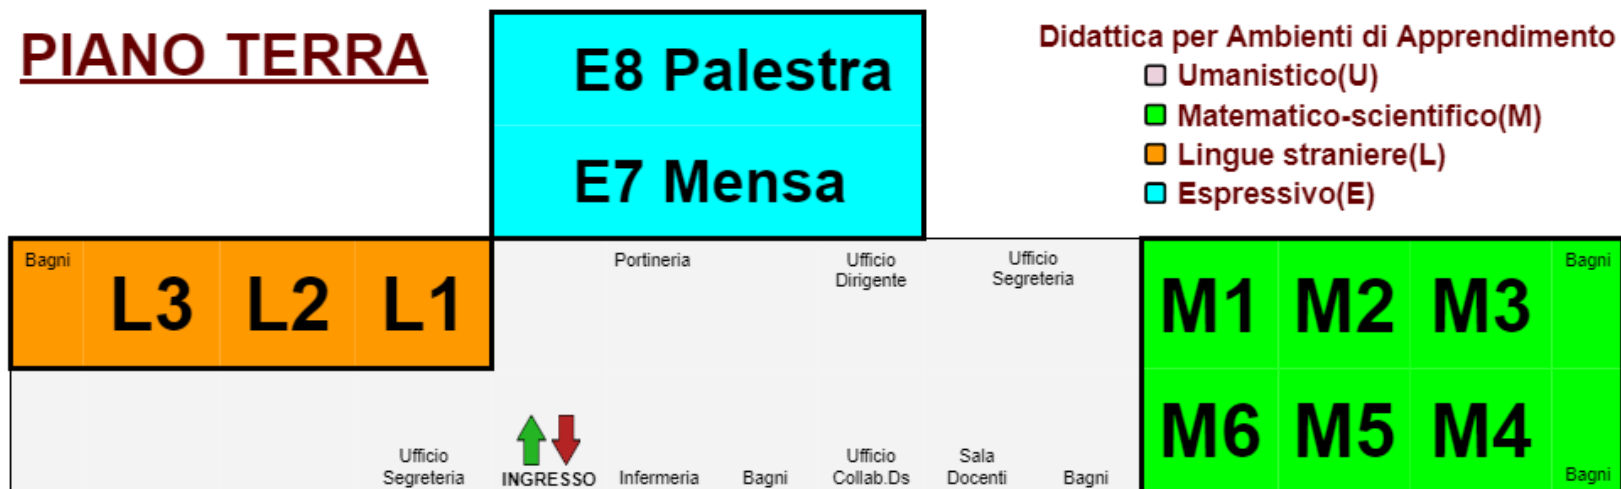 PIANO TERRA
E8 Palestra
E7 Mensa
Didattica per Ambienti di Apprendimento
Umanistico(U)
Matematico-scientifico(M)
Lingue straniere(L)
Espressivo(E)
Bagni
L3 L2 L1
Portineria
Ufficio
Dirigente
Ufficio
Segreteria
M1 M2 M3
Bagni
Ufficio
Segreteria
INGRESSO
Infermeria
Bagni
Ufficio
Collab.Ds
Sala
Docenti
Bagni
M6 M5 M4
Bagni